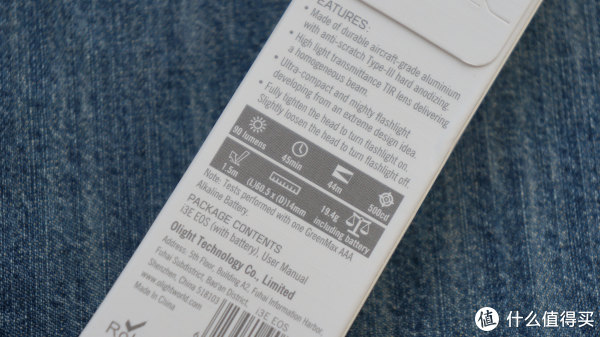 EATURES:
• Made of durable aircraft-grade aluminium
with anti-scratch Type-III hard anodizing.
• High light transmittance TIR lens delivering
a homogeneous beam.
• Ultra-compact and mighty flashlight
developing from an extreme design idea.
• Fully tighten the head to turn flashlight on,
Slightly loosen the head to turn flashlight off.
90 lumens 45min 44m 500cd
1.5m (L)60.5 x (D)14mm 19.4g
including battery
Note: Tests performed with one GreenMax AAA
Alkaline Battery.
PACKAGE CONTENTS
i3E EOS (with battery), User Manual
Olight Technology Co., Limited
Address: 5th Floor, Building A2, Fuhai Information Harbor,
Fuhai Subdistrict, Bao'an District,
Shenzhen, China 518103
www.olightworld.com
Made In China
i3E EOS
6
值 什么值得买